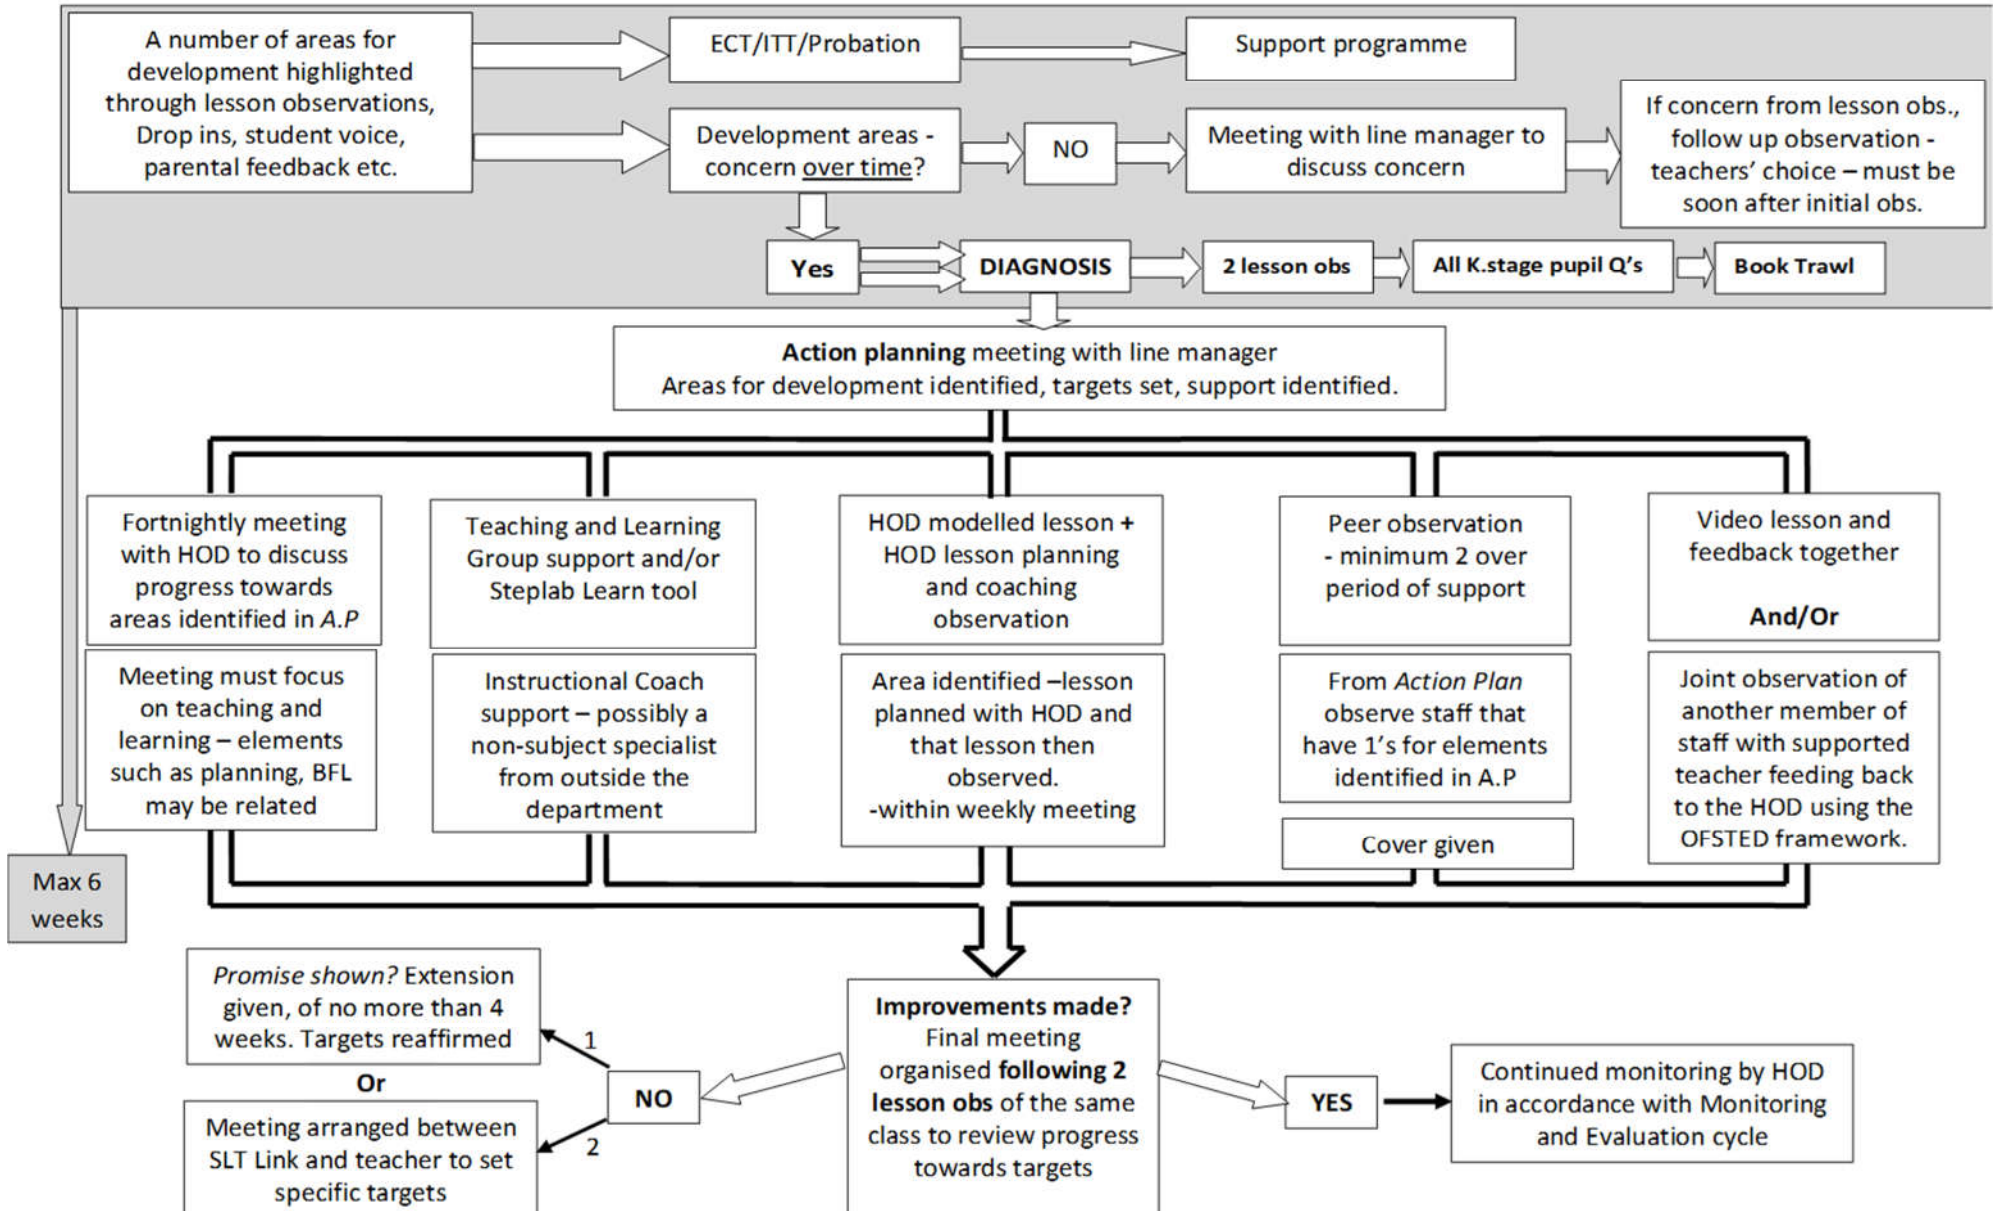 A number of areas for
development highlighted
through lesson observations,
Drop ins, student voice,
parental feedback etc.
ECT/ITT/Probation
Support programme
Development areas -
concern over time?
NO
Meeting with line manager to
discuss concern
If concern from lesson obs.,
follow up observation -
teachers' choice – must be
soon after initial obs.
Yes
DIAGNOSIS
2 lesson obs
All K.stage pupil Q's
Book Trawl
Action planning meeting with line manager
Areas for development identified, targets set, support identified.
Fortnightly meeting
with HOD to discuss
progress towards
areas identified in A.P
Meeting must focus
on teaching and
learning – elements
such as planning, BFL
may be related
Teaching and Learning
Group support and/or
Steplab Learn tool
Instructional Coach
support – possibly a
non-subject specialist
from outside the
department
HOD modelled lesson +
HOD lesson planning
and coaching
observation
Area identified –lesson
planned with HOD and
that lesson then
observed.
-within weekly meeting
Peer observation
- minimum 2 over
period of support
From Action Plan
observe staff that
have 1's for elements
identified in A.P
Cover given
Video lesson and
feedback together
And/Or
Joint observation of
another member of
staff with supported
teacher feeding back
to the HOD using the
OFSTED framework.
Max 6
weeks
Promise shown? Extension
given, of no more than 4
weeks. Targets reaffirmed
Or
Meeting arranged between
SLT Link and teacher to set
specific targets
1
2
NO
Improvements made?
Final meeting
organised following 2
lesson obs of the same
class to review progress
towards targets
YES
Continued monitoring by HOD
in accordance with Monitoring
and Evaluation cycle